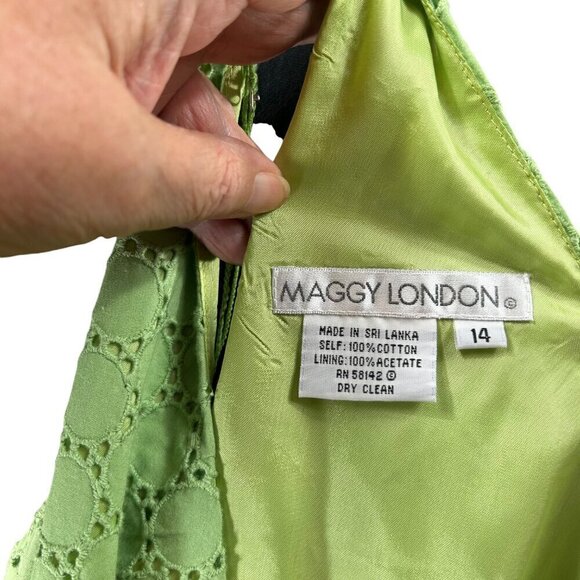 MAGGY LONDON ©
14
MADE IN SRI LANKA
SELF: 100% COTTON
LINING: 100% ACETATE
RN 58142 ©
DRY CLEAN